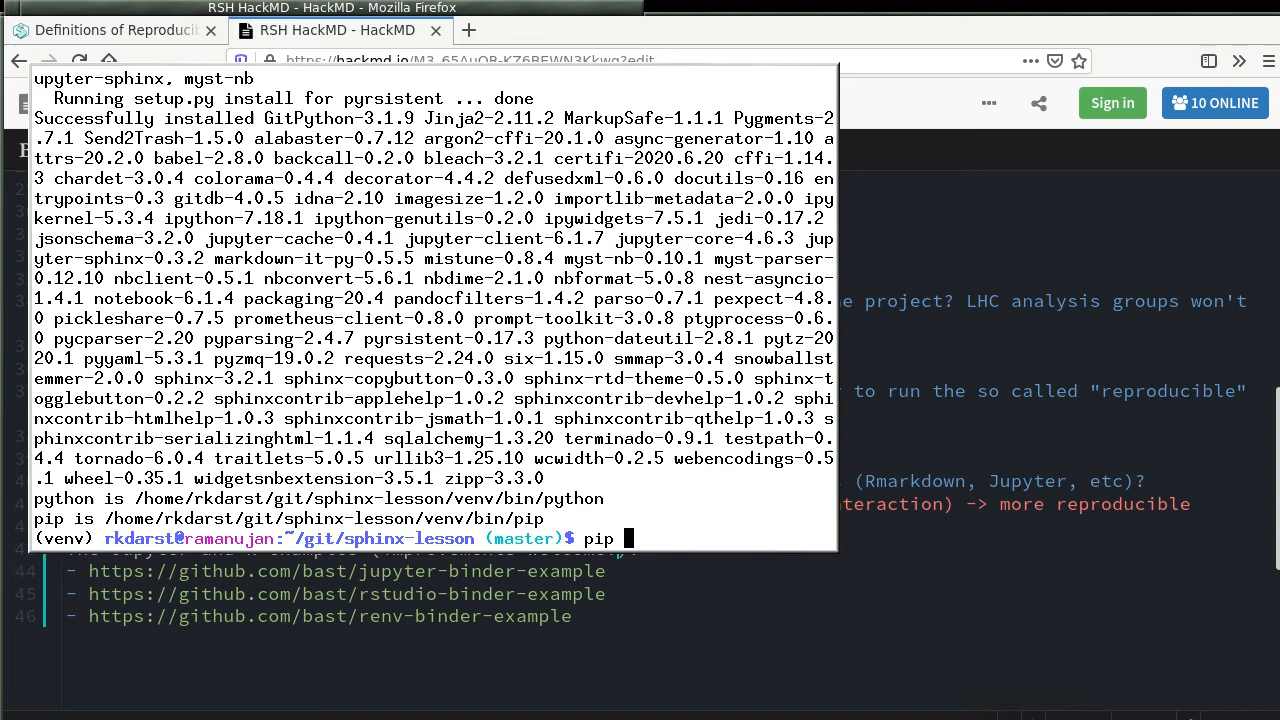 RSH HackMD - HackMD - Mozilla Firefox
Definitions of Reproduci
RSH HackMD - HackMD
https://hackmd.io/M3_65AuQR-KZ6BEWN3Kkwg?edit
Sign in
10 ONLINE
upyter-sphinx, myst-nb
Running setup.py install for pyrsistent ... done
Successfully installed GitPython-3.1.9 Jinja2-2.11.2 MarkupSafe-1.1.1 Pygments-2
.7.1 Send2Trash-1.5.0 alabaster-0.7.12 argon2-cffi-20.1.0 async-generator-1.10 a
ttrs-20.2.0 babel-2.8.0 backcall-0.2.0 bleach-3.2.1 certifi-2020.6.20 cffi-1.14.
3 chardet-3.0.4 colorama-0.4.4 decorator-4.4.2 defusedxml-0.6.0 docutils-0.16 en
trypoints-0.3 gitdb-4.0.5 idna-2.10 imagesize-1.2.0 importlib-metadata-2.0.0 ipy
kernel-5.3.4 ipython-7.18.1 ipython-genutils-0.2.0 ipywidgets-7.5.1 jedi-0.17.2
jsonschema-3.2.0 jupyter-cache-0.4.1 jupyter-client-6.1.7 jupyter-core-4.6.3 jup
yter-sphinx-0.3.2 markdown-it-py-0.5.5 mistune-0.8.4 myst-nb-0.10.1 myst-parser-
0.12.10 nbclient-0.5.1 nbconvert-5.6.1 nbdime-2.1.0 nbformat-5.0.8 nest-asyncio-
1.4.1 notebook-6.1.4 packaging-20.4 pandocfilters-1.4.2 parso-0.7.1 pexpect-4.8.
0 pickleshare-0.7.5 prometheus-client-0.8.0 prompt-toolkit-3.0.8 ptyprocess-0.6.
0 pycparser-2.20 pyparsing-2.4.7 pyrsistent-0.17.3 python-dateutil-2.8.1 pytz-20
20.1 pyyaml-5.3.1 pyzmq-19.0.2 requests-2.24.0 six-1.15.0 smmap-3.0.4 snowballst
emmer-2.0.0 sphinx-3.2.1 sphinx-copybutton-0.3.0 sphinx-rtd-theme-0.5.0 sphinx-t
ogglebutton-0.2.2 sphinxcontrib-applehelp-1.0.2 sphinxcontrib-devhelp-1.0.2 sphi
nxcontrib-htmlhelp-1.0.3 sphinxcontrib-jsmath-1.0.1 sphinxcontrib-qthelp-1.0.3 s
phinxcontrib-serializinghtml-1.1.4 sqlalchemy-1.3.20 terminado-0.9.1 testpath-0.
4.4 tornado-6.0.4 traitlets-5.0.5 urllib3-1.25.10 wcwidth-0.2.5 webencodings-0.5
.1 wheel-0.35.1 widgetsnbextension-3.5.1 zipp-3.3.0
python is /home/rkdarst/git/sphinx-lesson/venv/bin/python
pip is /home/rkdarst/git/sphinx-lesson/venv/bin/pip
(venv) rkdarst@ramanujan:~/git/sphinx-lesson (master)$ pip
e project? LHC analysis groups won't
r to run the so called "reproducible"
(Rmarkdown, Jupyter, etc)?
teraction) -> more reproducible
44 - https://github.com/bast/jupyter-binder-example
45 - https://github.com/bast/rstudio-binder-example
46 - https://github.com/bast/renv-binder-example